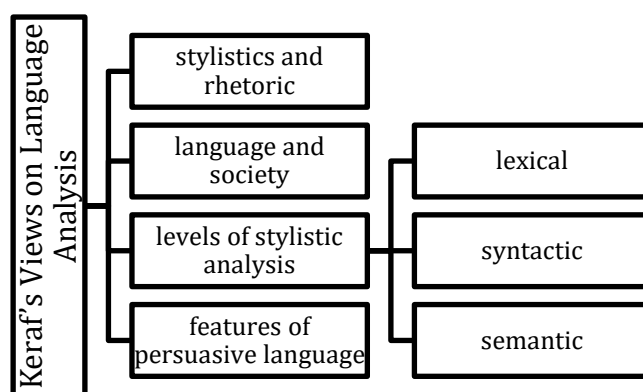 Keraf's Views on Language
Analysis
stylistics and
rhetoric
language and
society
levels of stylistic
analysis
features of
persuasive language
lexical
syntactic
semantic